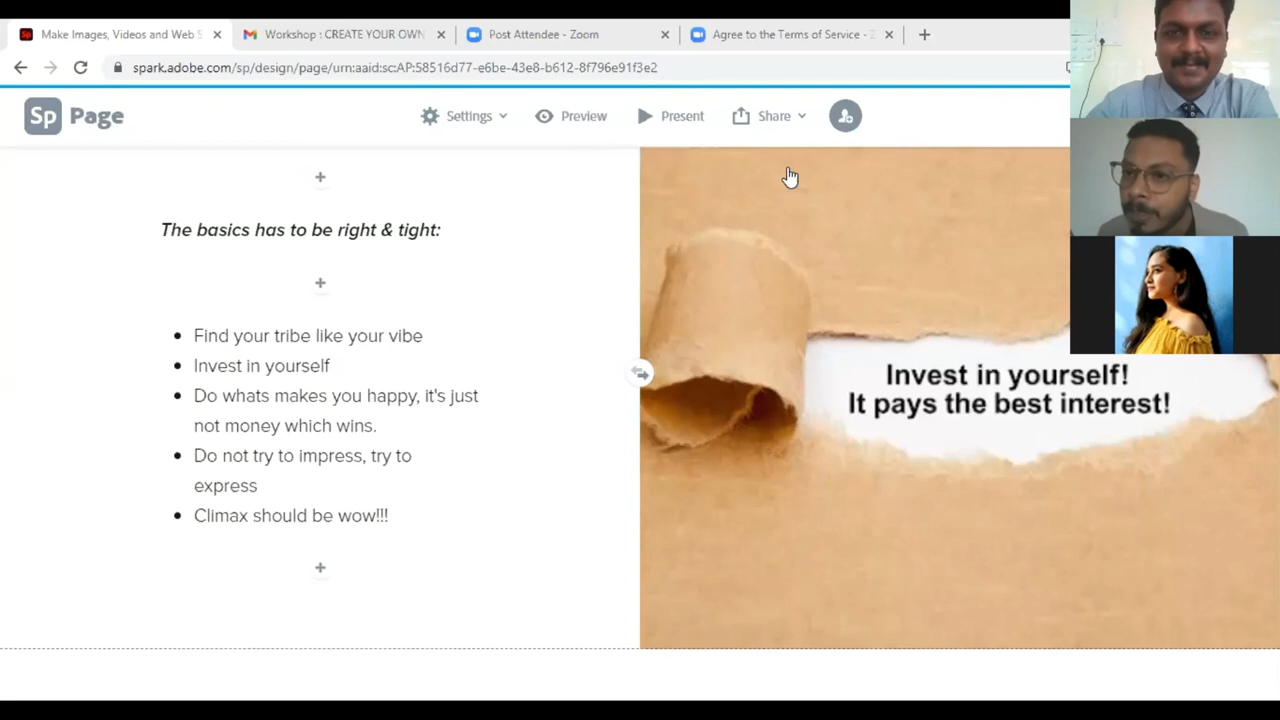 Make Images, Videos and Web S
Workshop : CREATE YOUR OWN
Post Attendee - Zoom
Agree to the Terms of Service - Z
spark.adobe.com/sp/design/page/urn:aaid:sc:AP:58516d77-e6be-43e8-b612-8f796e91f3e2
Sp Page
Settings
Preview
Present
Share
The basics has to be right & tight:
Find your tribe like your vibe
Invest in yourself
Do whats makes you happy, it's just
not money which wins.
Do not try to impress, try to
express
Climax should be wow!!!
Invest in yourself!
It pays the best interest!